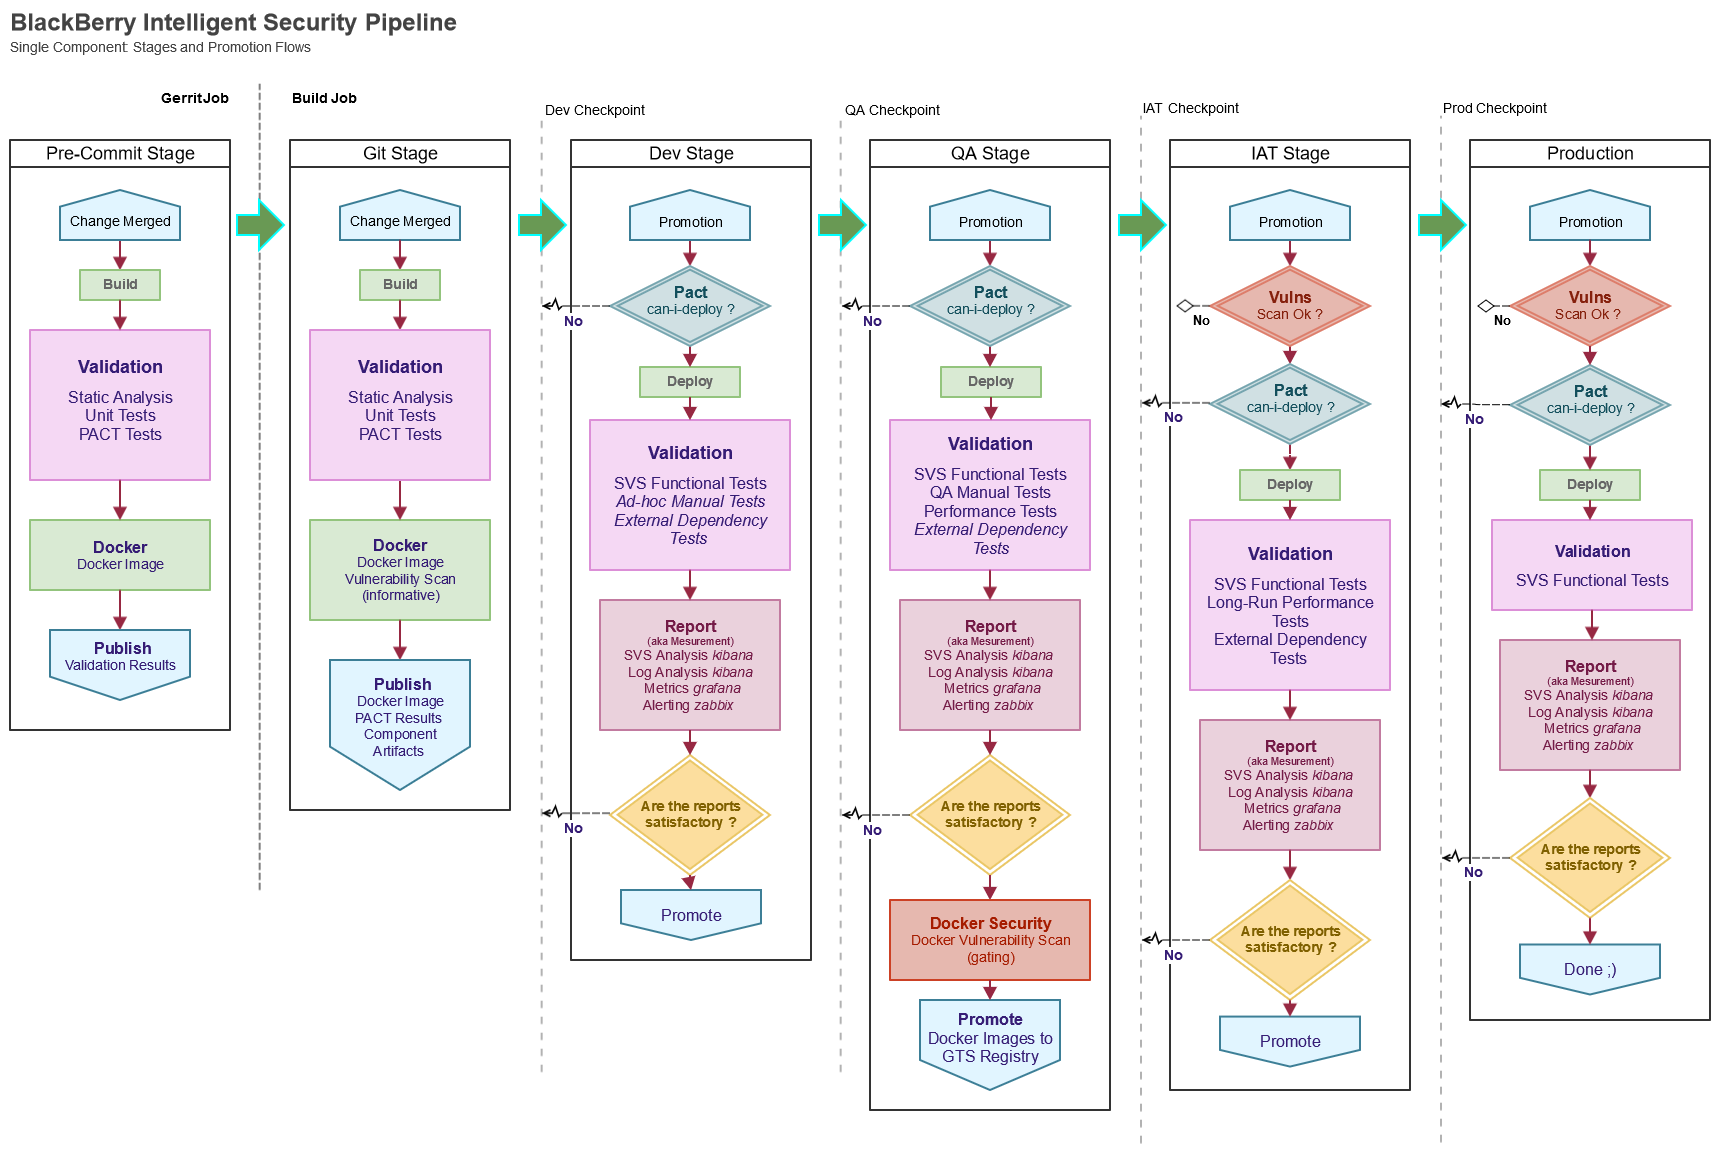 BlackBerry Intelligent Security Pipeline
Single Component: Stages and Promotion Flows
GerritJob
Build Job
Dev Checkpoint
QA Checkpoint
IAT Checkpoint
Prod Checkpoint
Pre-Commit Stage
Change Merged
Build
Validation
Static Analysis
Unit Tests
PACT Tests
Docker
Docker Image
Publish
Validation Results
Git Stage
Change Merged
Build
Validation
Static Analysis
Unit Tests
PACT Tests
Docker
Docker Image
Vulnerability Scan
(informative)
Publish
Docker Image
PACT Results
Component
Artifacts
Dev Stage
Promotion
Pact
can-i-deploy ?
No
Deploy
Validation
SVS Functional Tests
Ad-hoc Manual Tests
External Dependency
Tests
Report
(aka Mesurement)
SVS Analysis kibana
Log Analysis kibana
Metrics grafana
Alerting zabbix
Are the reports
satisfactory ?
No
Promote
QA Stage
Promotion
Pact
can-i-deploy ?
No
Deploy
Validation
SVS Functional Tests
QA Manual Tests
Performance Tests
External Dependency
Tests
Report
(aka Mesurement)
SVS Analysis kibana
Log Analysis kibana
Metrics grafana
Alerting zabbix
Are the reports
satisfactory ?
No
Docker Security
Docker Vulnerability Scan
(gating)
Promote
Docker Images to
GTS Registry
IAT Stage
Promotion
Vulns
Scan Ok ?
No
Pact
can-i-deploy ?
No
Deploy
Validation
SVS Functional Tests
Long-Run Performance
Tests
External Dependency
Tests
Report
(aka Mesurement)
SVS Analysis kibana
Log Analysis kibana
Metrics grafana
Alerting zabbix
Are the reports
satisfactory ?
No
Promote
Production
Promotion
Vulns
Scan Ok ?
No
Pact
can-i-deploy ?
No
Deploy
Validation
SVS Functional Tests
Report
(aka Mesurement)
SVS Analysis kibana
Log Analysis kibana
Metrics grafana
Alerting zabbix
Are the reports
satisfactory ?
No
Done ;)